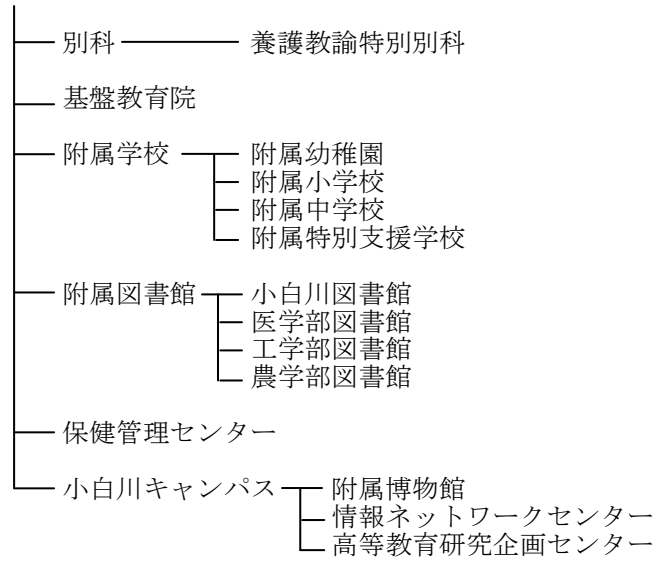 別科 養護教諭特別別科
基盤教育院
附属学校 附属幼稚園
附属小学校
附属中学校
附属特別支援学校
附属図書館 小白川図書館
医学部図書館
工学部図書館
農学部図書館
保健管理センター
小白川キャンパス 附属博物館
情報ネットワークセンター
高等教育研究企画センター